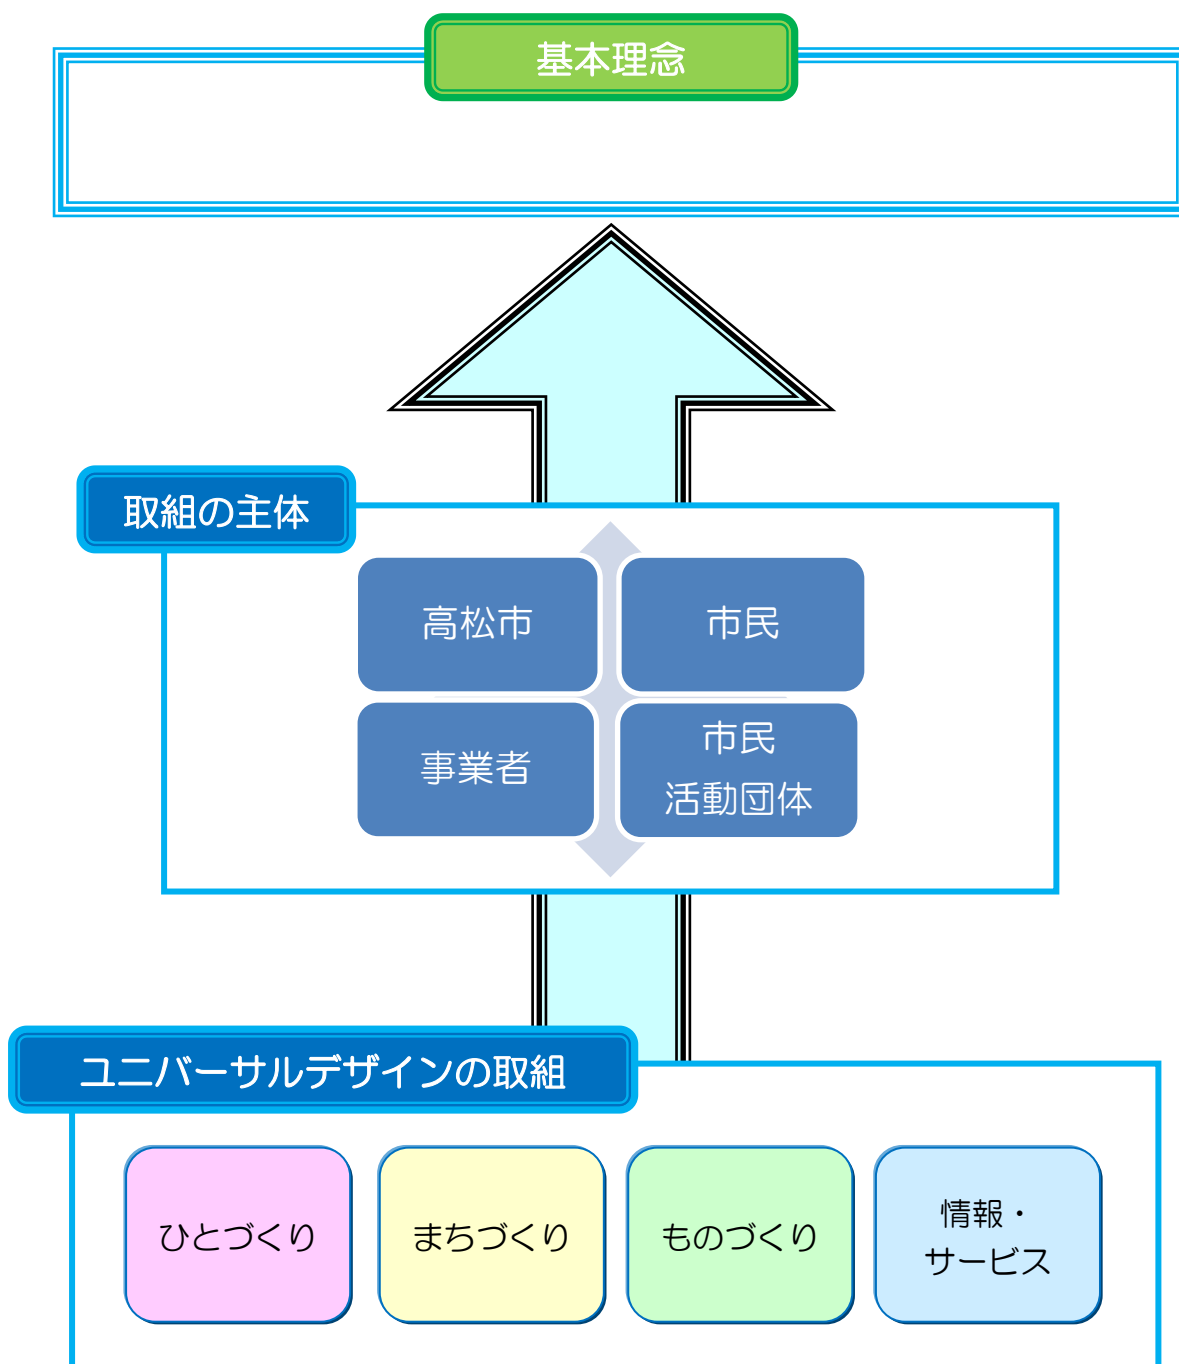 基本理念
取組の主体
高松市
市民
事業者
市民
活動団体
ユニバーサルデザインの取組
ひとづくり
まちづくり
ものづくり
情報・
サービス